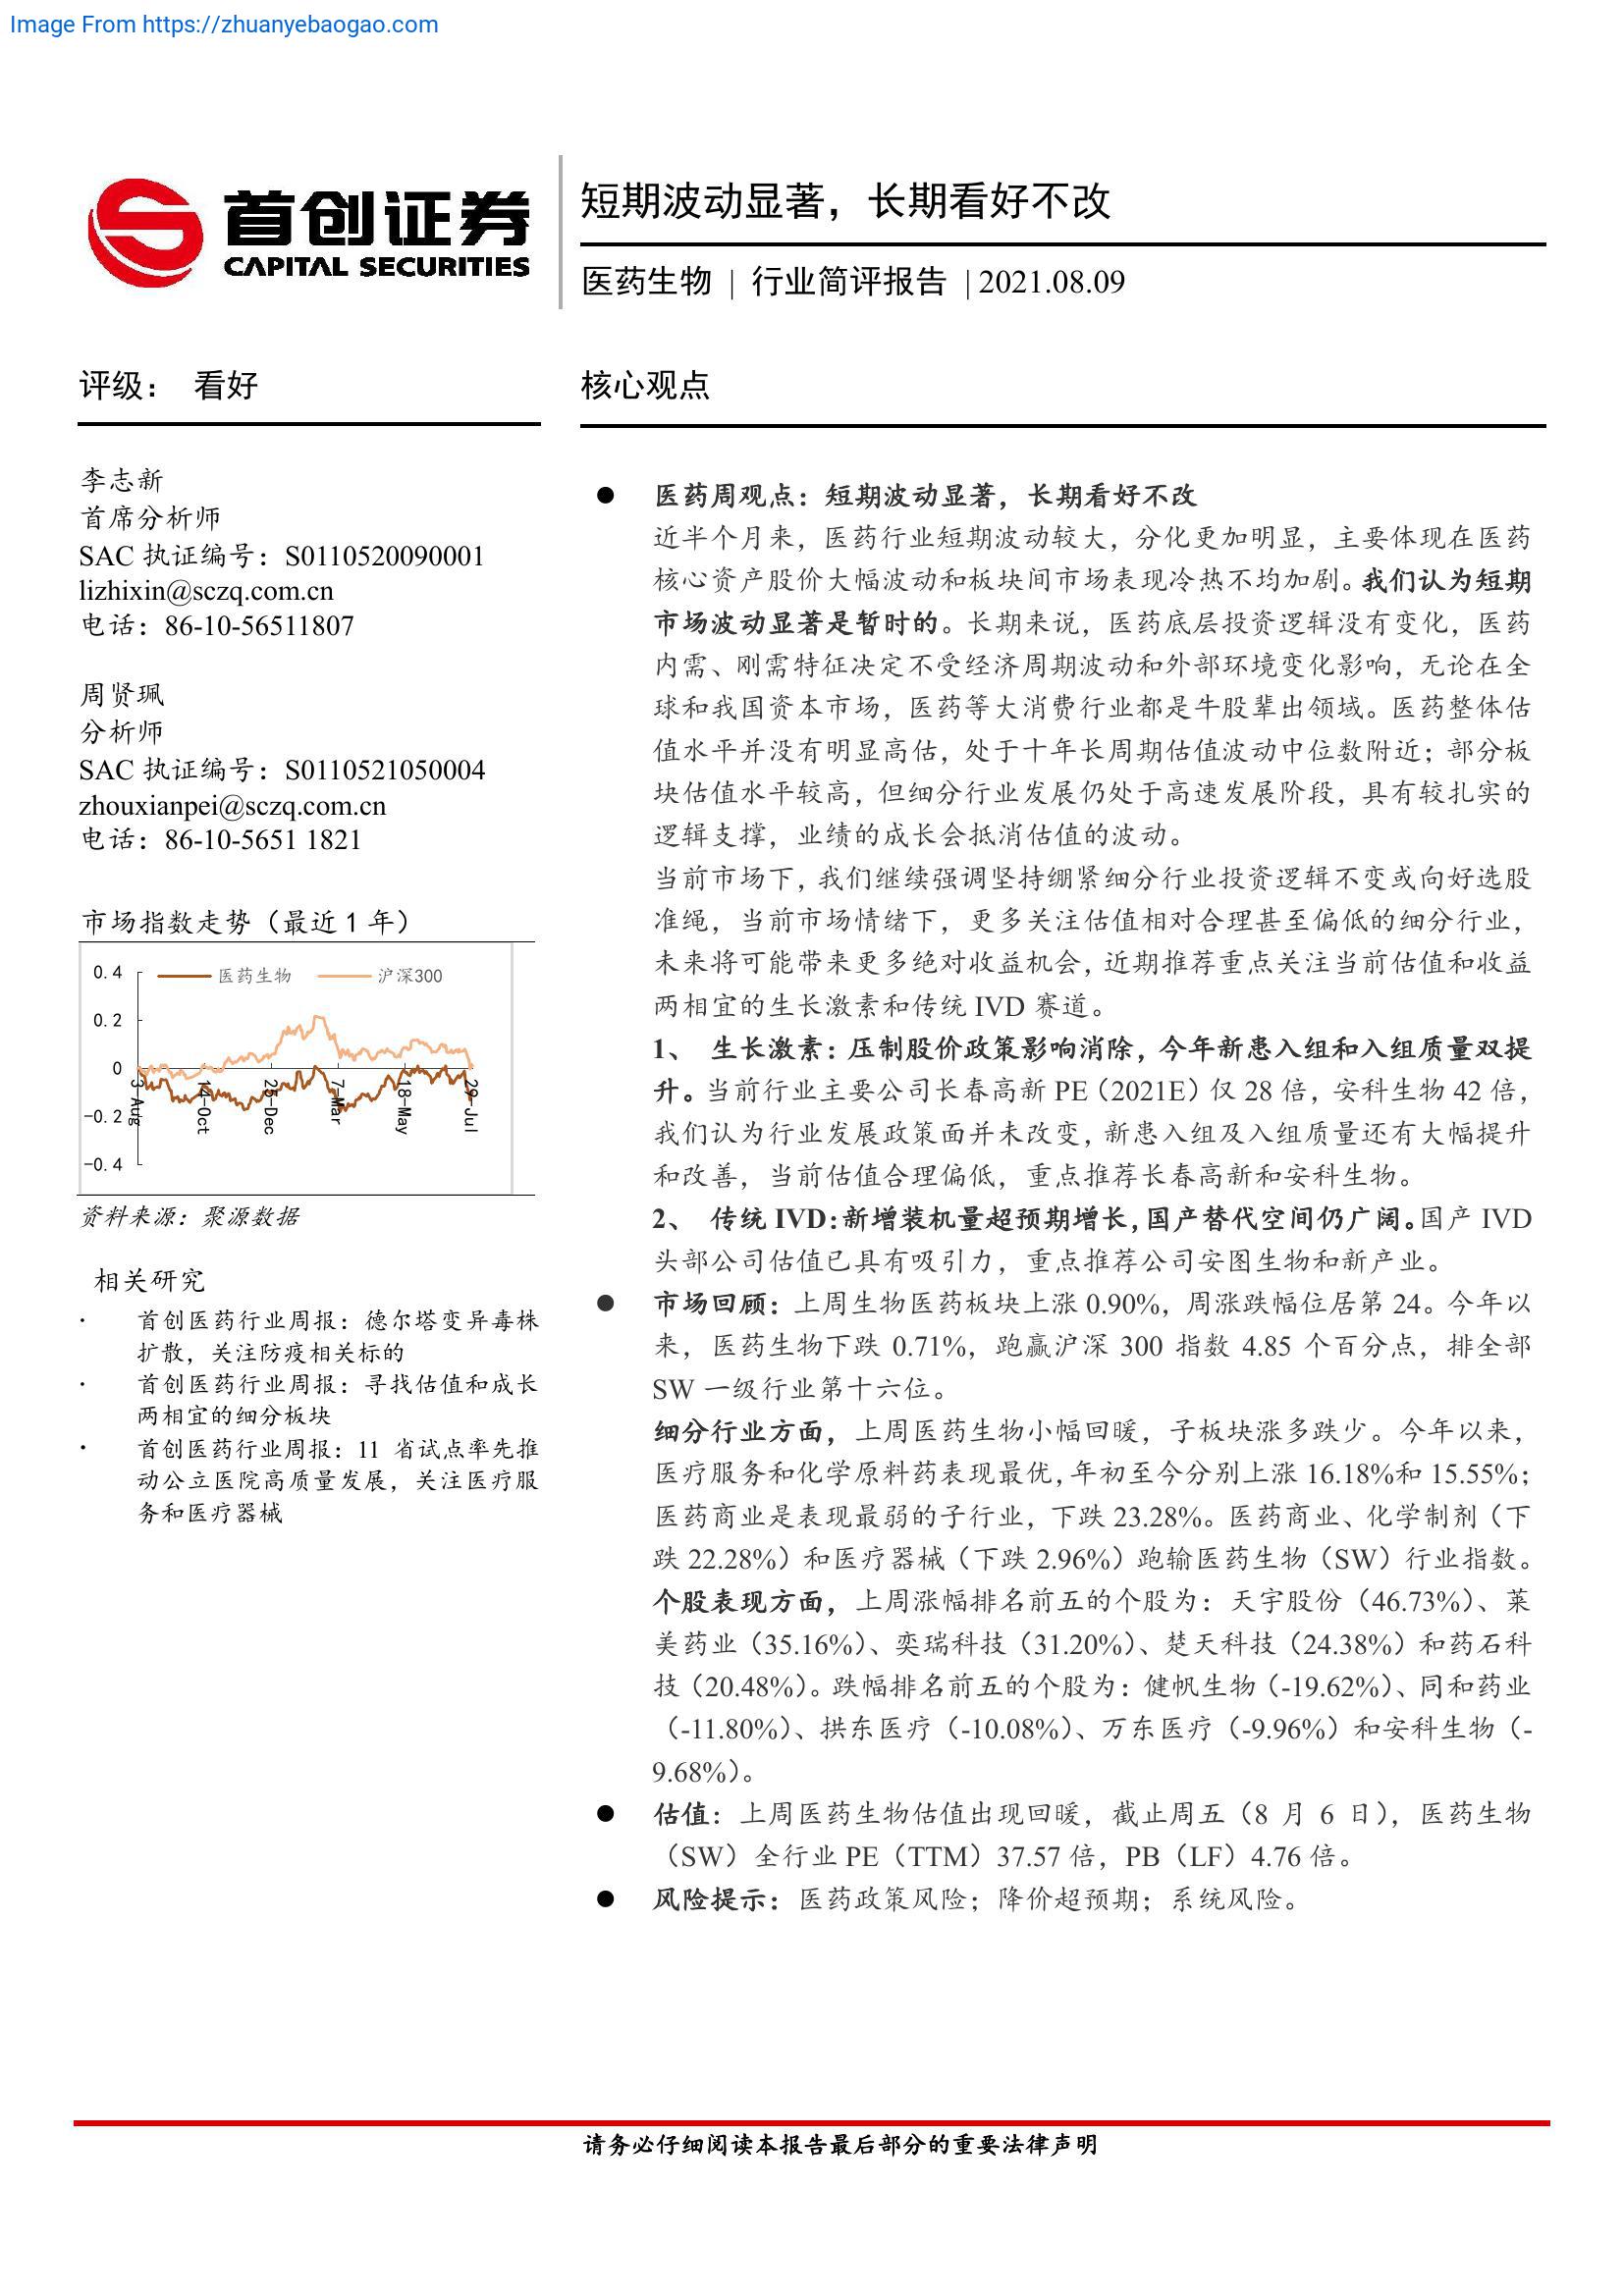 Image From https://zhuanyebaogao.com
首创证券
CAPITAL SECURITIES
短期波动显著，长期看好不改
医药生物 | 行业简评报告 | 2021.08.09
评级： 看好
李志新
首席分析师
SAC 执证编号：S0110520090001
lizhixin@sczq.com.cn
电话：86-10-56511807
周贤珮
分析师
SAC 执证编号：S0110521050004
zhouxianpei@sczq.com.cn
电话：86-10-5651 1821
市场指数走势（最近 1 年）
医药生物 沪深300
0.4
0.2
0
-0.2
-0.4
3-Aug
14-Oct
25-Dec
7-Mar
18-May
29-Jul
资料来源：聚源数据
相关研究
· 首创医药行业周报：德尔塔变异毒株
扩散，关注防疫相关标的
· 首创医药行业周报：寻找估值和成长
两相宜的细分板块
· 首创医药行业周报：11 省试点率先推
动公立医院高质量发展，关注医疗服
务和医疗器械
核心观点
● 医药周观点：短期波动显著，长期看好不改
近半个月来，医药行业短期波动较大，分化更加明显，主要体现在医药
核心资产股价大幅波动和板块间市场表现冷热不均加剧。我们认为短期
市场波动显著是暂时的。长期来说，医药底层投资逻辑没有变化，医药
内需、刚需特征决定不受经济周期波动和外部环境变化影响，无论在全
球和我国资本市场，医药等大消费行业都是牛股辈出领域。医药整体估
值水平并没有明显高估，处于十年长周期估值波动中位数附近；部分板
块估值水平较高，但细分行业发展仍处于高速发展阶段，具有较扎实的
逻辑支撑，业绩的成长会抵消估值的波动。
当前市场下，我们继续强调坚持绷紧细分行业投资逻辑不变或向好选股
准绳，当前市场情绪下，更多关注估值相对合理甚至偏低的细分行业，
未来将可能带来更多绝对收益机会，近期推荐重点关注当前估值和收益
两相宜的生长激素和传统 IVD 赛道。
1、 生长激素：压制股价政策影响消除，今年新患入组和入组质量双提
升。当前行业主要公司长春高新 PE（2021E）仅 28 倍，安科生物 42 倍，
我们认为行业发展政策面并未改变，新患入组及入组质量还有大幅提升
和改善，当前估值合理偏低，重点推荐长春高新和安科生物。
2、 传统 IVD：新增装机量超预期增长，国产替代空间仍广阔。国产 IVD
头部公司估值已具有吸引力，重点推荐公司安图生物和新产业。
● 市场回顾：上周生物医药板块上涨 0.90%，周涨跌幅位居第 24。今年以
来，医药生物下跌 0.71%，跑赢沪深 300 指数 4.85 个百分点，排全部
SW 一级行业第十六位。
细分行业方面，上周医药生物小幅回暖，子板块涨多跌少。今年以来，
医疗服务和化学原料药表现最优，年初至今分别上涨 16.18%和 15.55%；
医药商业是表现最弱的子行业，下跌 23.28%。医药商业、化学制剂（下
跌 22.28%）和医疗器械（下跌 2.96%）跑输医药生物（SW）行业指数。
个股表现方面，上周涨幅排名前五的个股为：天宇股份（46.73%）、莱
美药业（35.16%）、奕瑞科技（31.20%）、楚天科技（24.38%）和药石科
技（20.48%）。跌幅排名前五的个股为：健帆生物（-19.62%）、同和药业
（-11.80%）、拱东医疗（-10.08%）、万东医疗（-9.96%）和安科生物（-
9.68%）。
● 估值：上周医药生物估值出现回暖，截止周五（8 月 6 日），医药生物
（SW）全行业 PE（TTM）37.57 倍，PB（LF）4.76 倍。
● 风险提示：医药政策风险；降价超预期；系统风险。
请务必仔细阅读本报告最后部分的重要法律声明